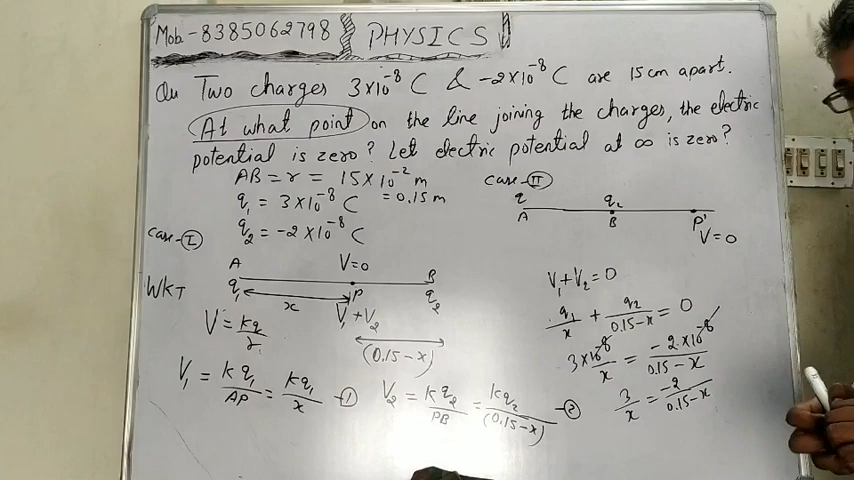 Mob.-8385062798 PHYSICS
Qu Two charges 3×10⁻⁸ C & -2×10⁻⁸ C are 15cm apart.
At what point on the line joining the charges, the electric
potential is zero? Let electric potential at ∞ is zero?
AB = r = 15×10⁻² m
= 0.15 m
q₁ = 3×10⁻⁸ C
q₂ = -2×10⁻⁸ C
Case-I
A V=0 B
q₁ P q₂
x
V₁+V₂
(0.15-x)
WKT
V = kq/r
V₁ = kq₁/AP = kq₁/x -①
V₂ = kq₂/PB = kq₂/(0.15-x) -②
Case-II
q q₂
A B P'
V=0
V₁+V₂=0
q₁/x + q₂/0.15-x = 0
3×10⁻⁸/x = -2×10⁻⁸/0.15-x
3/x = -2/0.15-x